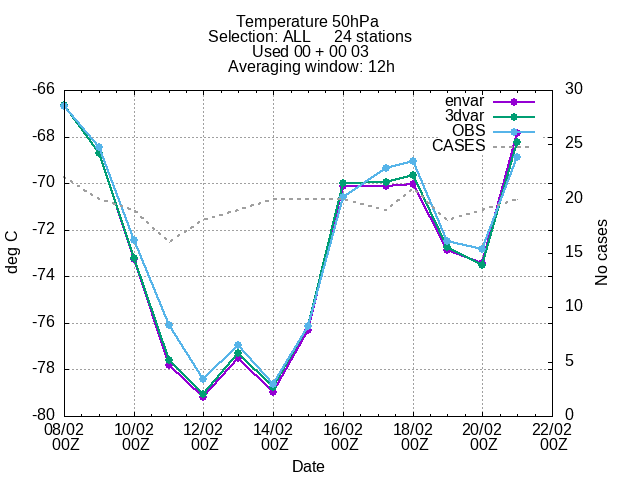 Temperature 50hPa
Selection: ALL 24 stations
Used 00 + 00 03
Averaging window: 12h
-66
-68
-70
-72
-74
-76
-78
-80
30
25
20
15
10
5
0
envar
3dvar
OBS
CASES
deg C
No cases
08/02 10/02 12/02 14/02 16/02 18/02 20/02 22/02
00Z 00Z 00Z 00Z 00Z 00Z 00Z 00Z
Date